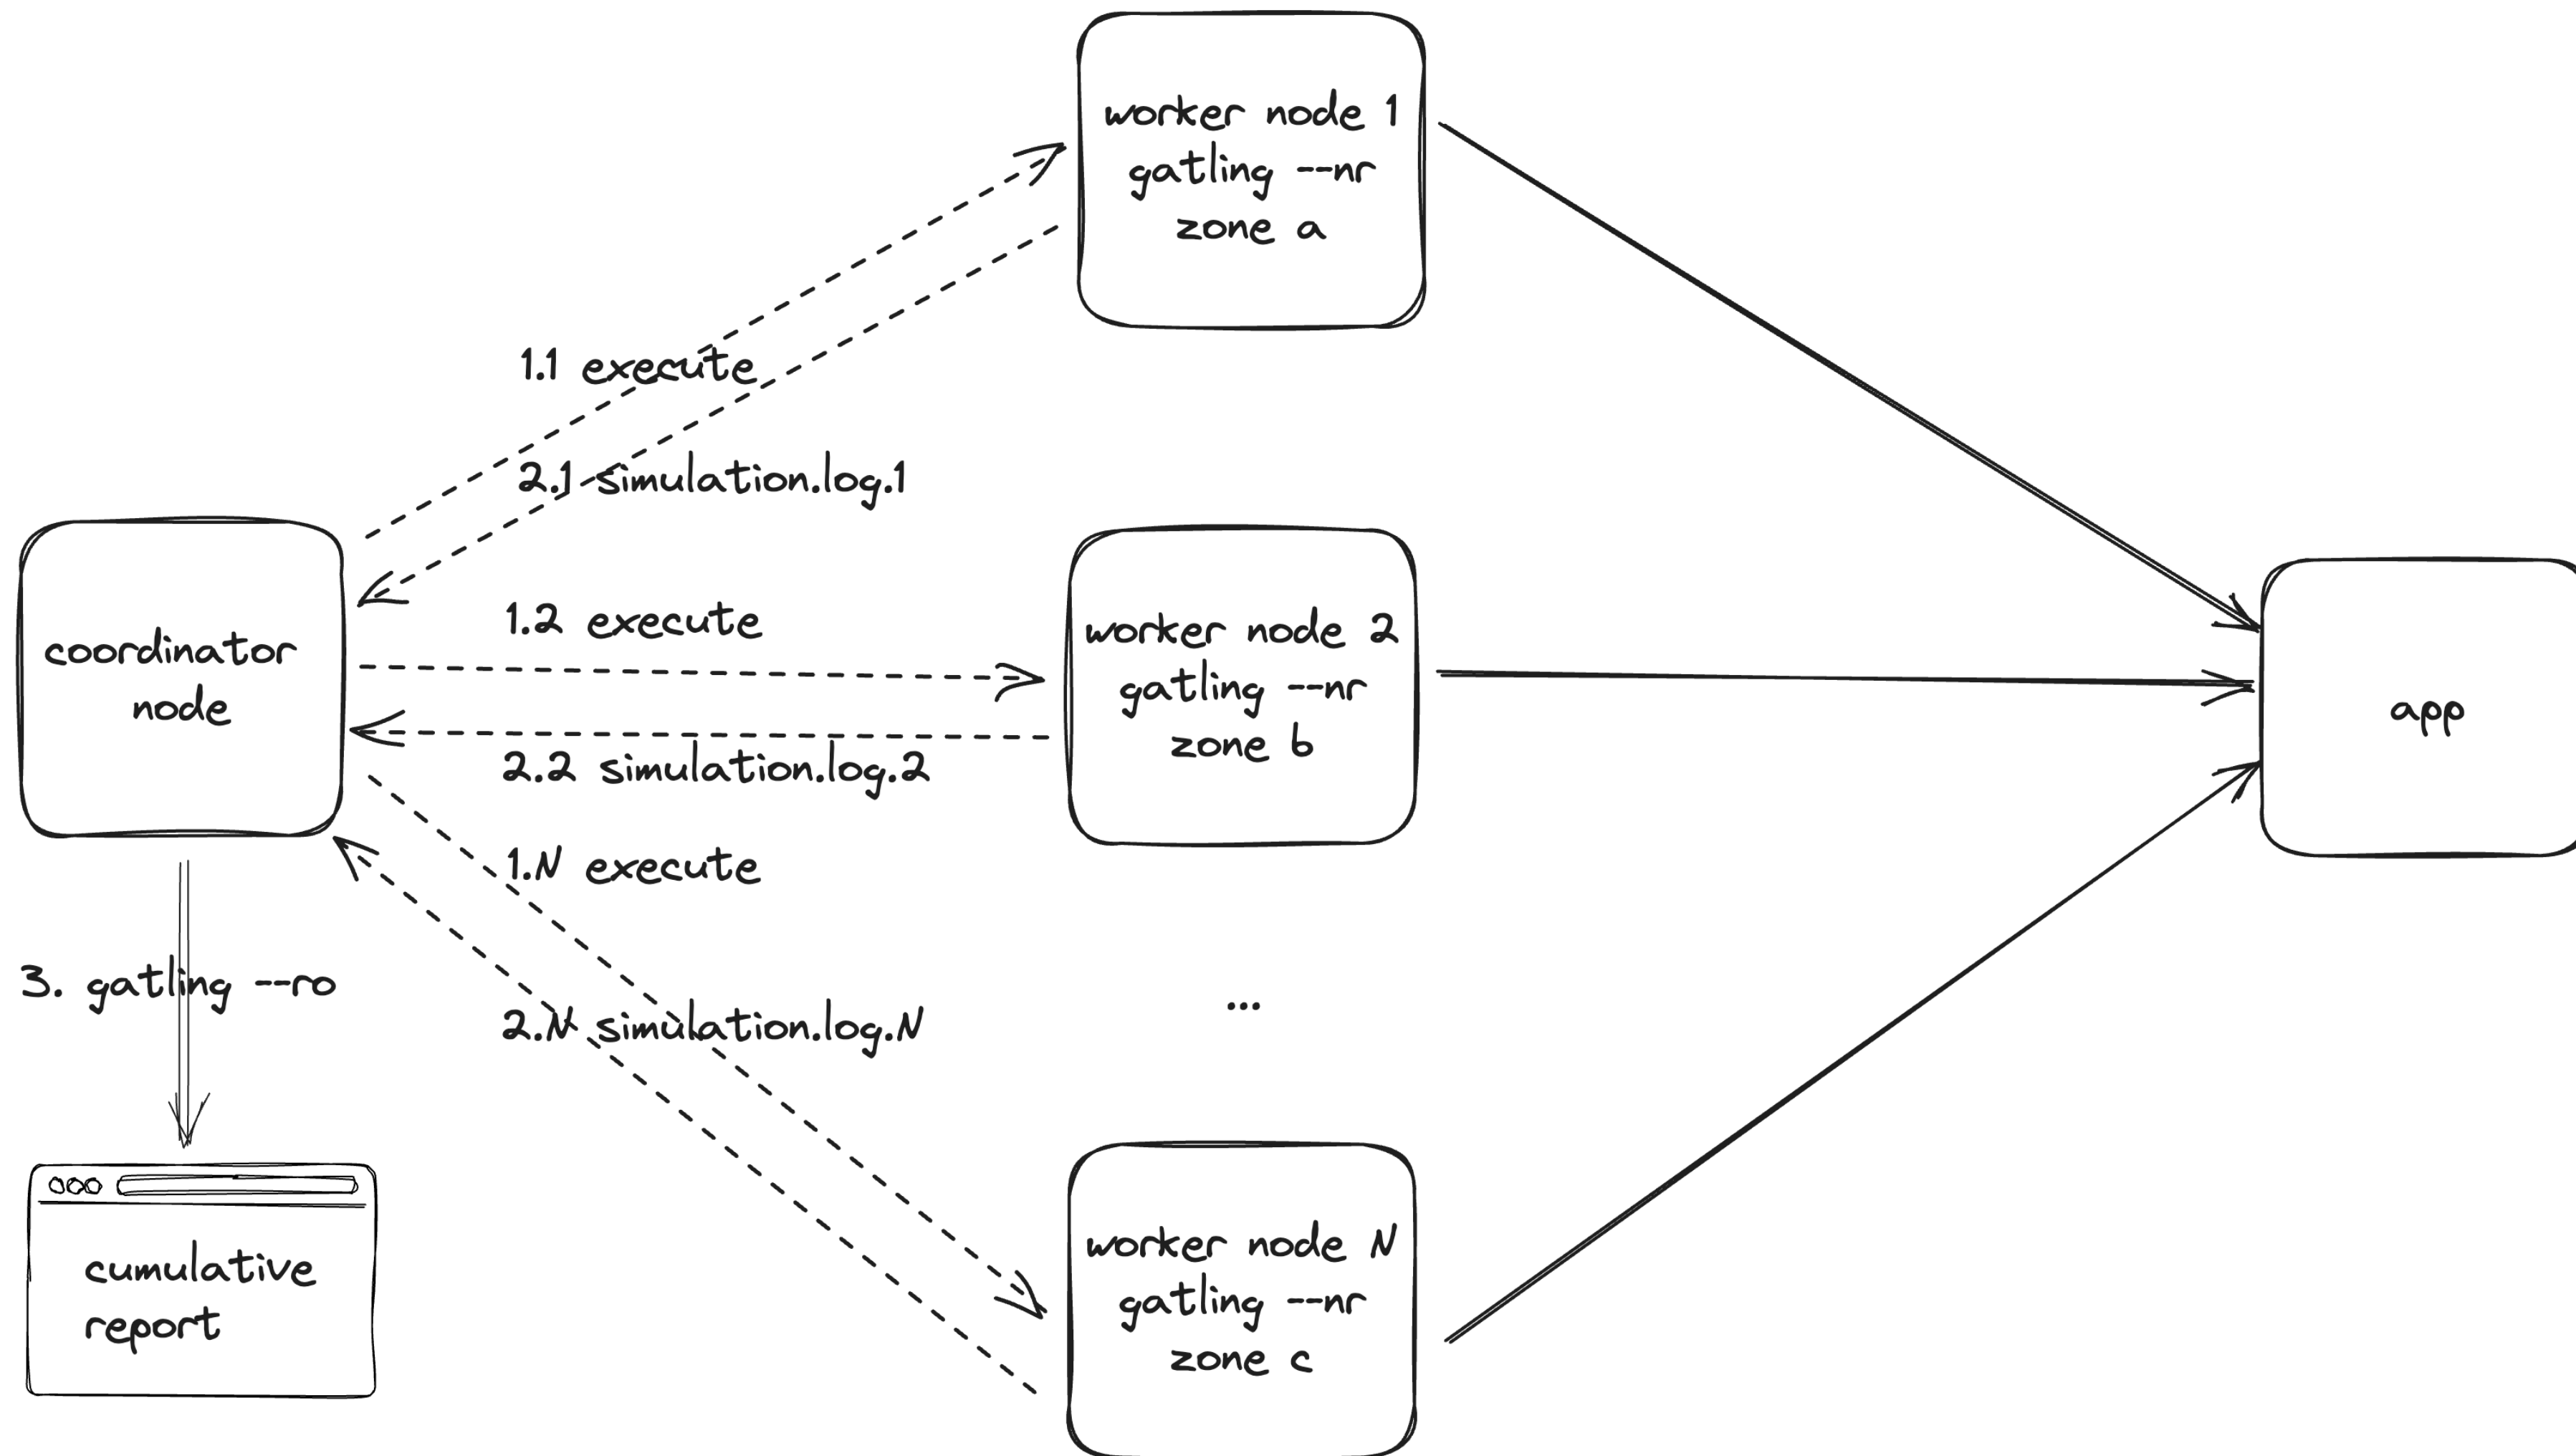 worker node 1
gatling --nr
zone a
1.1 execute
2.1 simulation.log.1
coordinator
node
1.2 execute
2.2 simulation.log.2
worker node 2
gatling --nr
zone b
app
1.N execute
2.N simulation.log.N
3. gatling --ro
...
cumulative
report
worker node N
gatling --nr
zone c